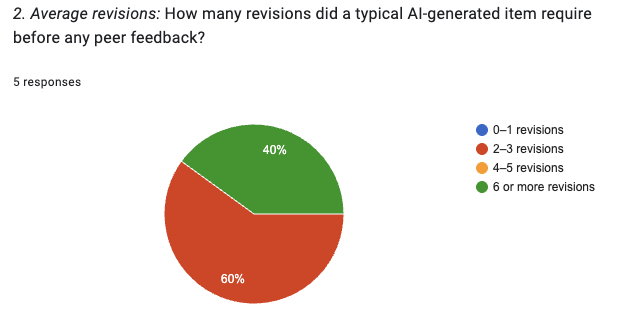 2. Average revisions: How many revisions did a typical AI-generated item require
before any peer feedback?
5 responses
40%
60%
0–1 revisions
2–3 revisions
4–5 revisions
6 or more revisions